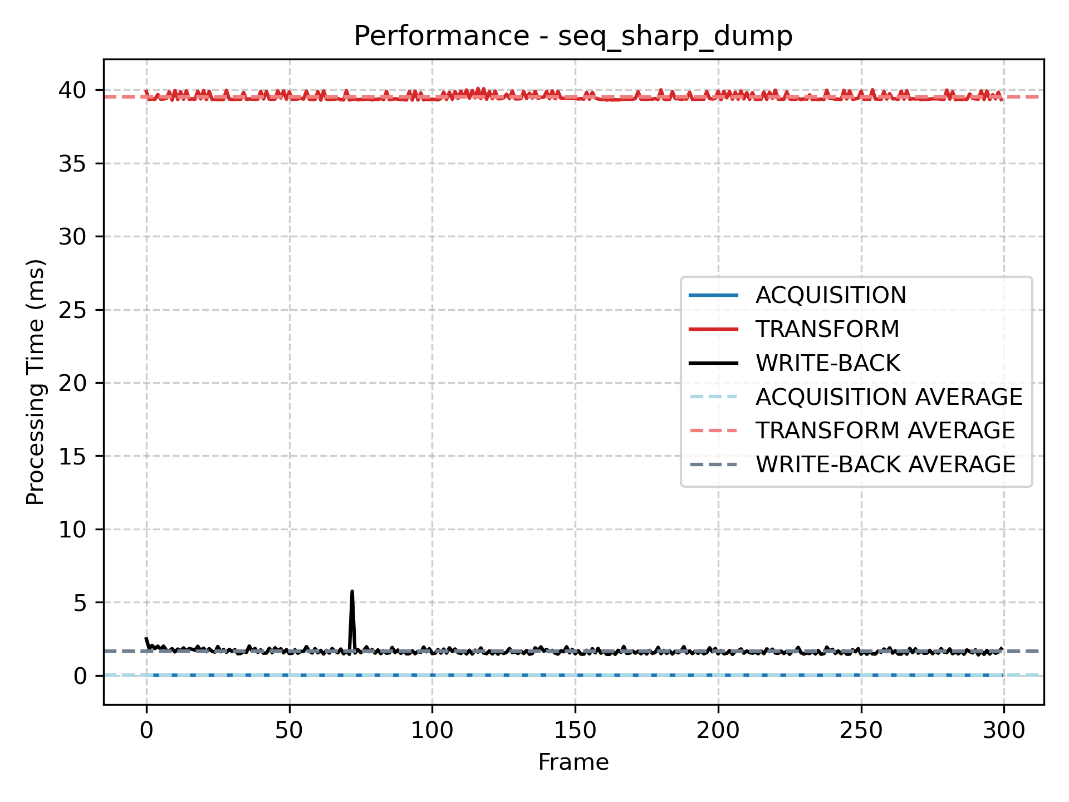 Performance - seq_sharp_dump
Processing Time (ms)
40
35
30
25
20
15
10
5
0
ACQUISITION
TRANSFORM
WRITE-BACK
ACQUISITION AVERAGE
TRANSFORM AVERAGE
WRITE-BACK AVERAGE
0 50 100 150 200 250 300
Frame